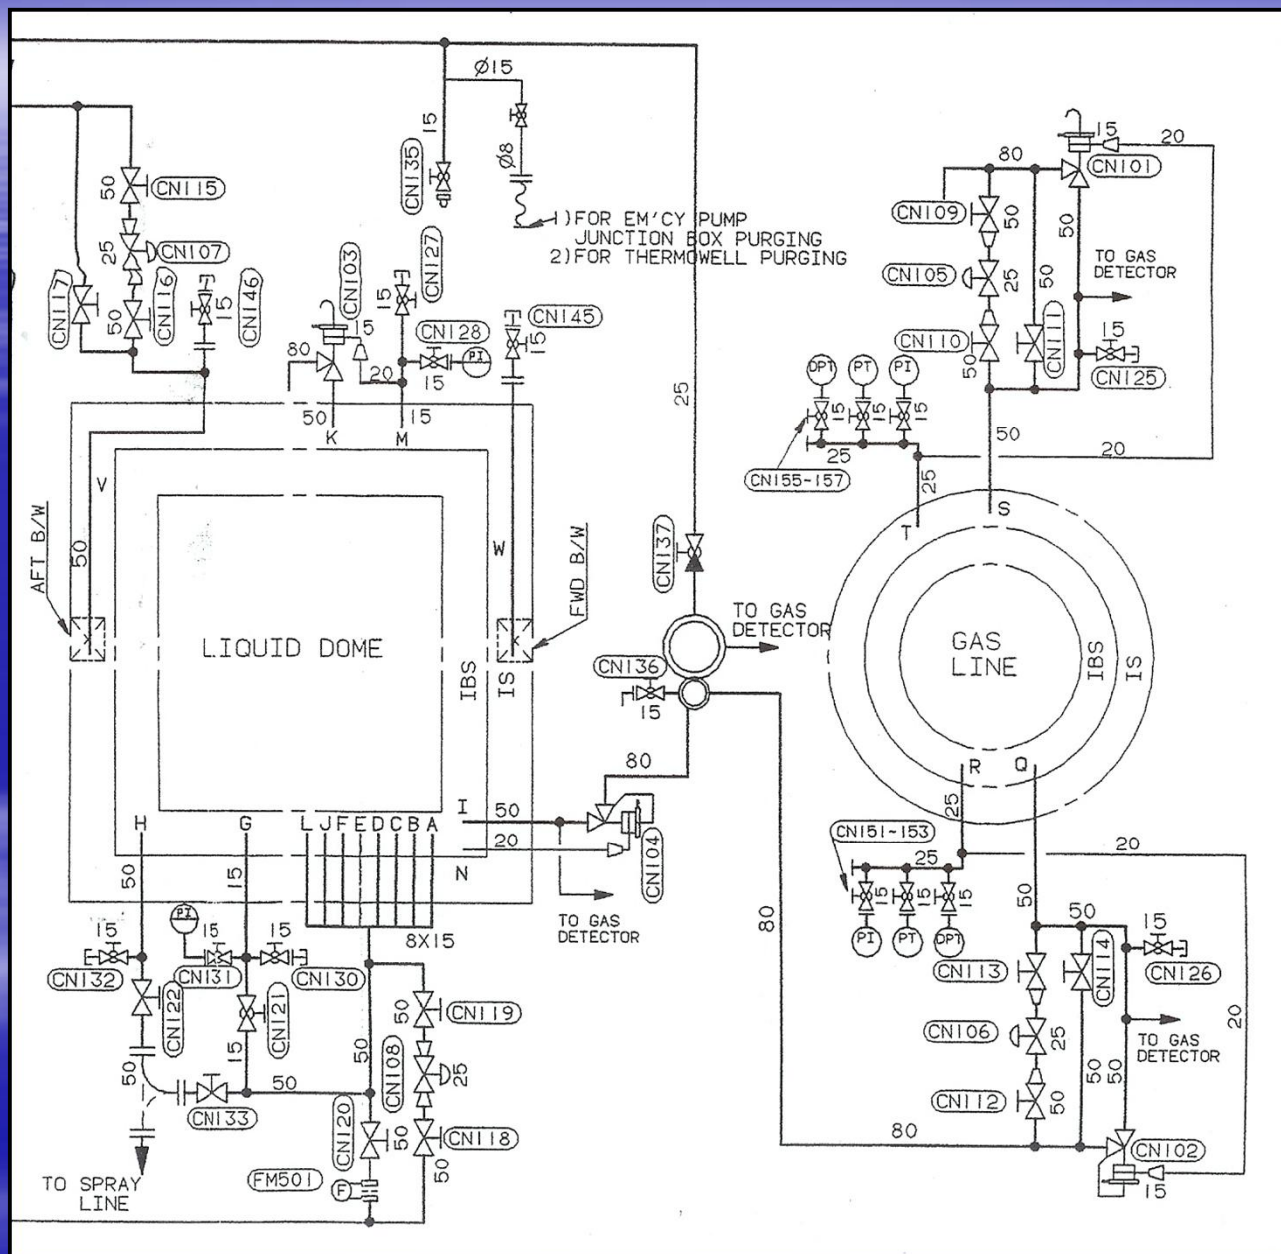 Ø15
15
Ø8
CN135
1)FOR EM'CY PUMP
JUNCTION BOX PURGING
2)FOR THERMOWELL PURGING
50
CN115
25
CN107
CN117
50
CN116
15
CN146
CN103
15
80
20
50
K
15
CN127
CN128
PI
15
15
M
CN145
15
25
80
15
20
CN101
CN109
50
50
CN105
25
50
TO GAS
DETECTOR
CN110
50
CN111
15
CN125
DPT
PT
PI
15
15
15
25
CN155-157
50
20
25
S
T
V
50
AFT B/W
W
FWD B/W
LIQUID DOME
IBS
IS
CN137
TO GAS
DETECTOR
CN136
15
GAS
LINE
IBS
IS
80
R
Q
25
H
G
L
J
F
E
D
C
B
A
I
50
20
N
CN104
CN151~153
25
20
50
15
15
15
15
PI
PT
DPT
50
80
TO GAS
DETECTOR
8X15
50
50
15
CN126
CN113
CN114
PI
15
15
15
CN132
CN131
CN130
CN122
CN121
50
CN119
CN106
25
TO GAS
DETECTOR
20
50
15
50
50
CN108
25
50
50
CN112
50
CN133
CN120
50
CN118
50
80
CN102
15
FM501
F
TO SPRAY
LINE